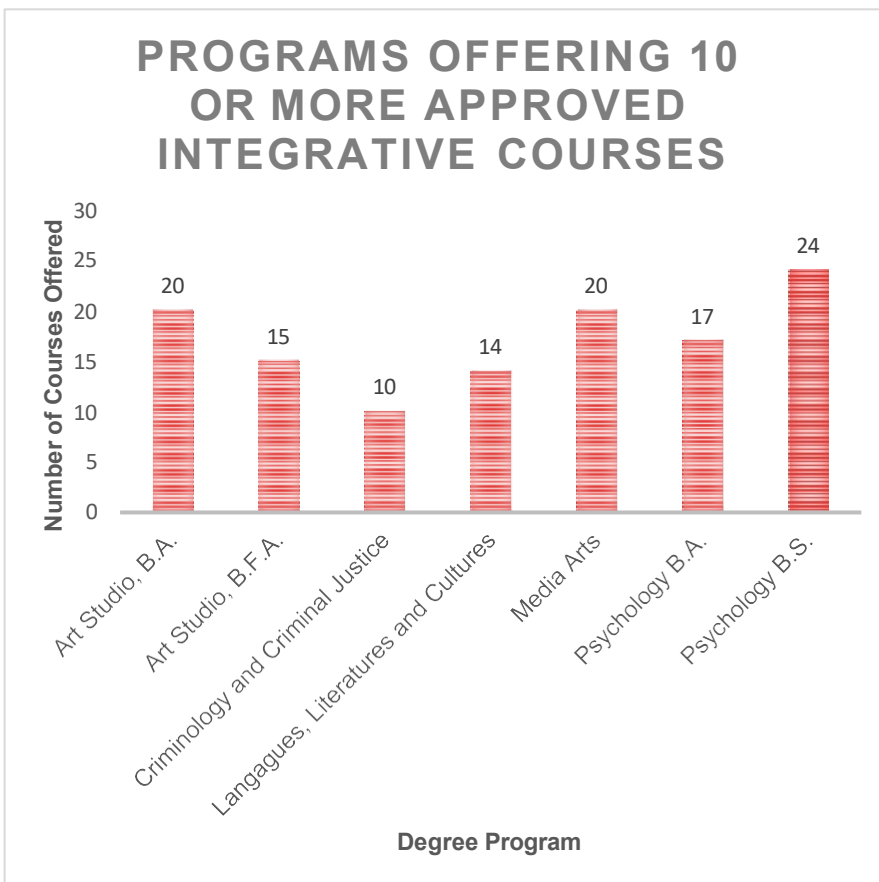 PROGRAMS OFFERING 10
OR MORE APPROVED
INTEGRATIVE COURSES
Number of Courses Offered
30
25
20
15
10
5
0
20
15
10
14
20
17
24
Art Studio, B.A.
Art Studio, B.F.A.
Criminology and Criminal Justice
Langagues, Literatures and Cultures
Media Arts
Psychology B.A.
Psychology B.S.
Degree Program